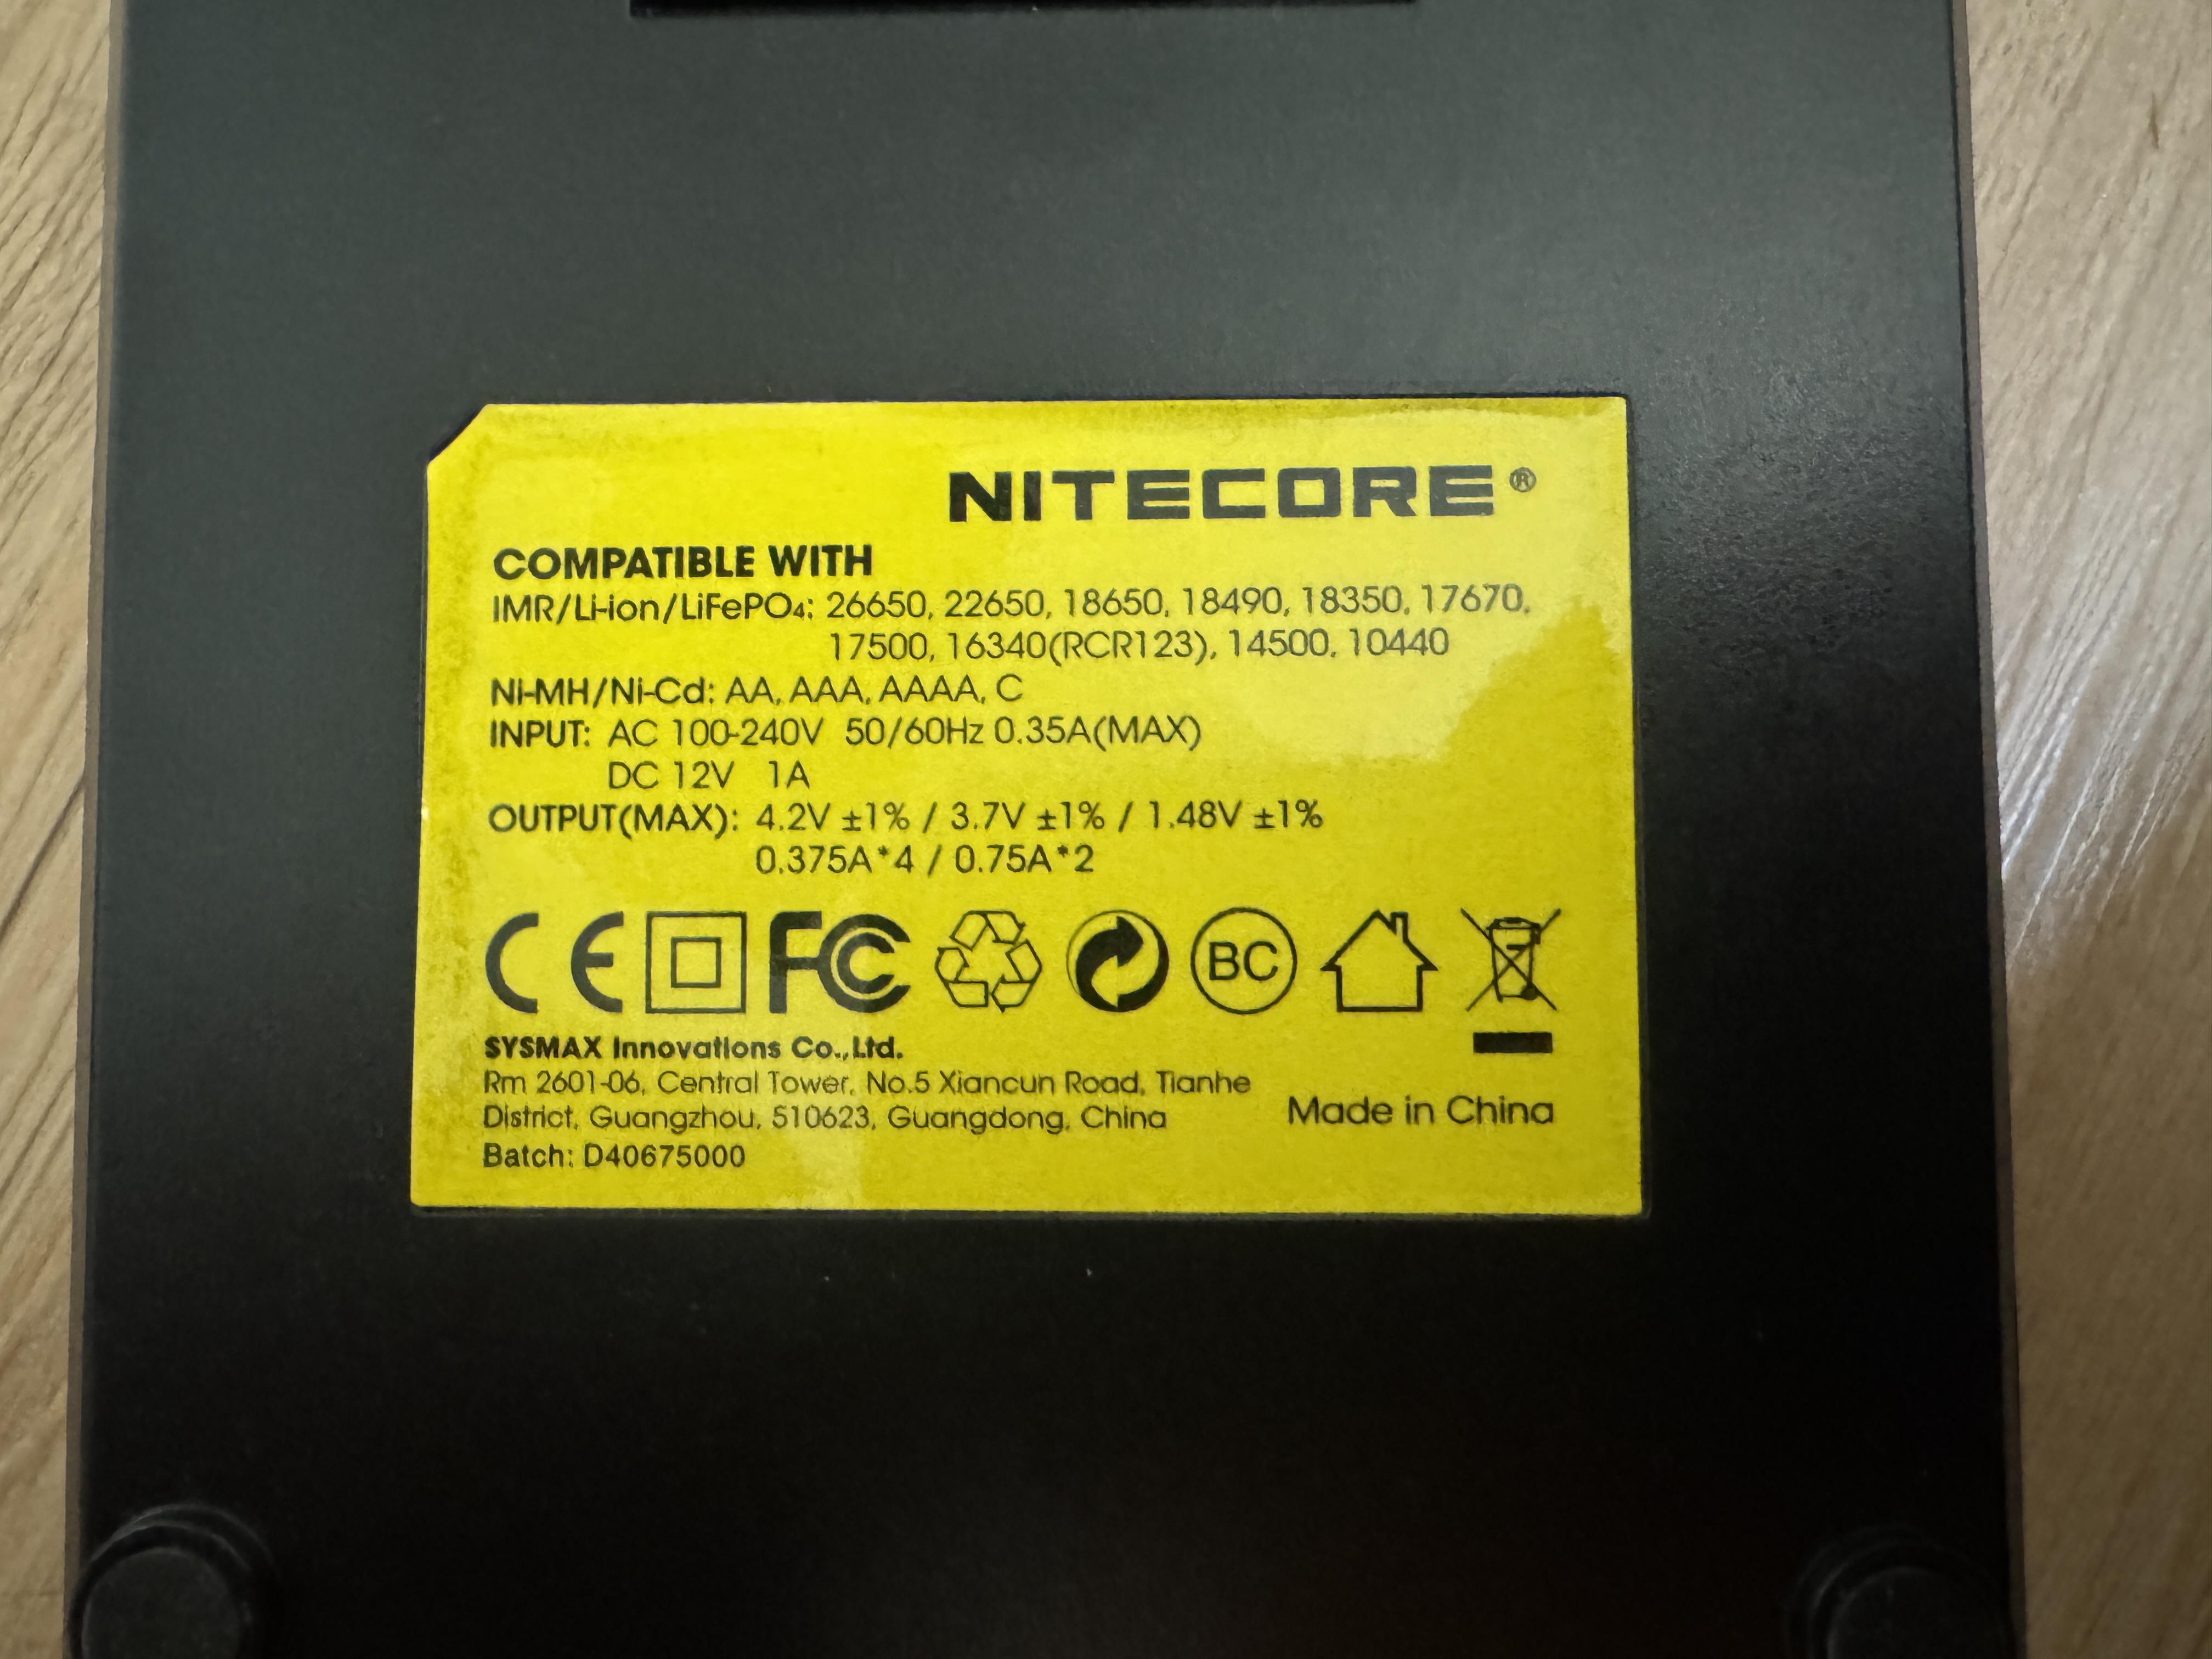 NITECORE®
COMPATIBLE WITH
IMR/Li-ion/LiFePO₄: 26650, 22650, 18650, 18490, 18350, 17670,
17500, 16340(RCR123), 14500, 10440
Ni-MH/Ni-Cd: AA, AAA, AAAA, C
INPUT: AC 100-240V 50/60Hz 0.35A(MAX)
DC 12V 1A
OUTPUT(MAX): 4.2V ±1% / 3.7V ±1% / 1.48V ±1%
0.375A*4 / 0.75A*2
CE FC BC
SYSMAX Innovations Co.,Ltd.
Rm 2601-06, Central Tower, No.5 Xiancun Road, Tianhe
District, Guangzhou, 510623, Guangdong, China
Made in China
Batch: D40675000